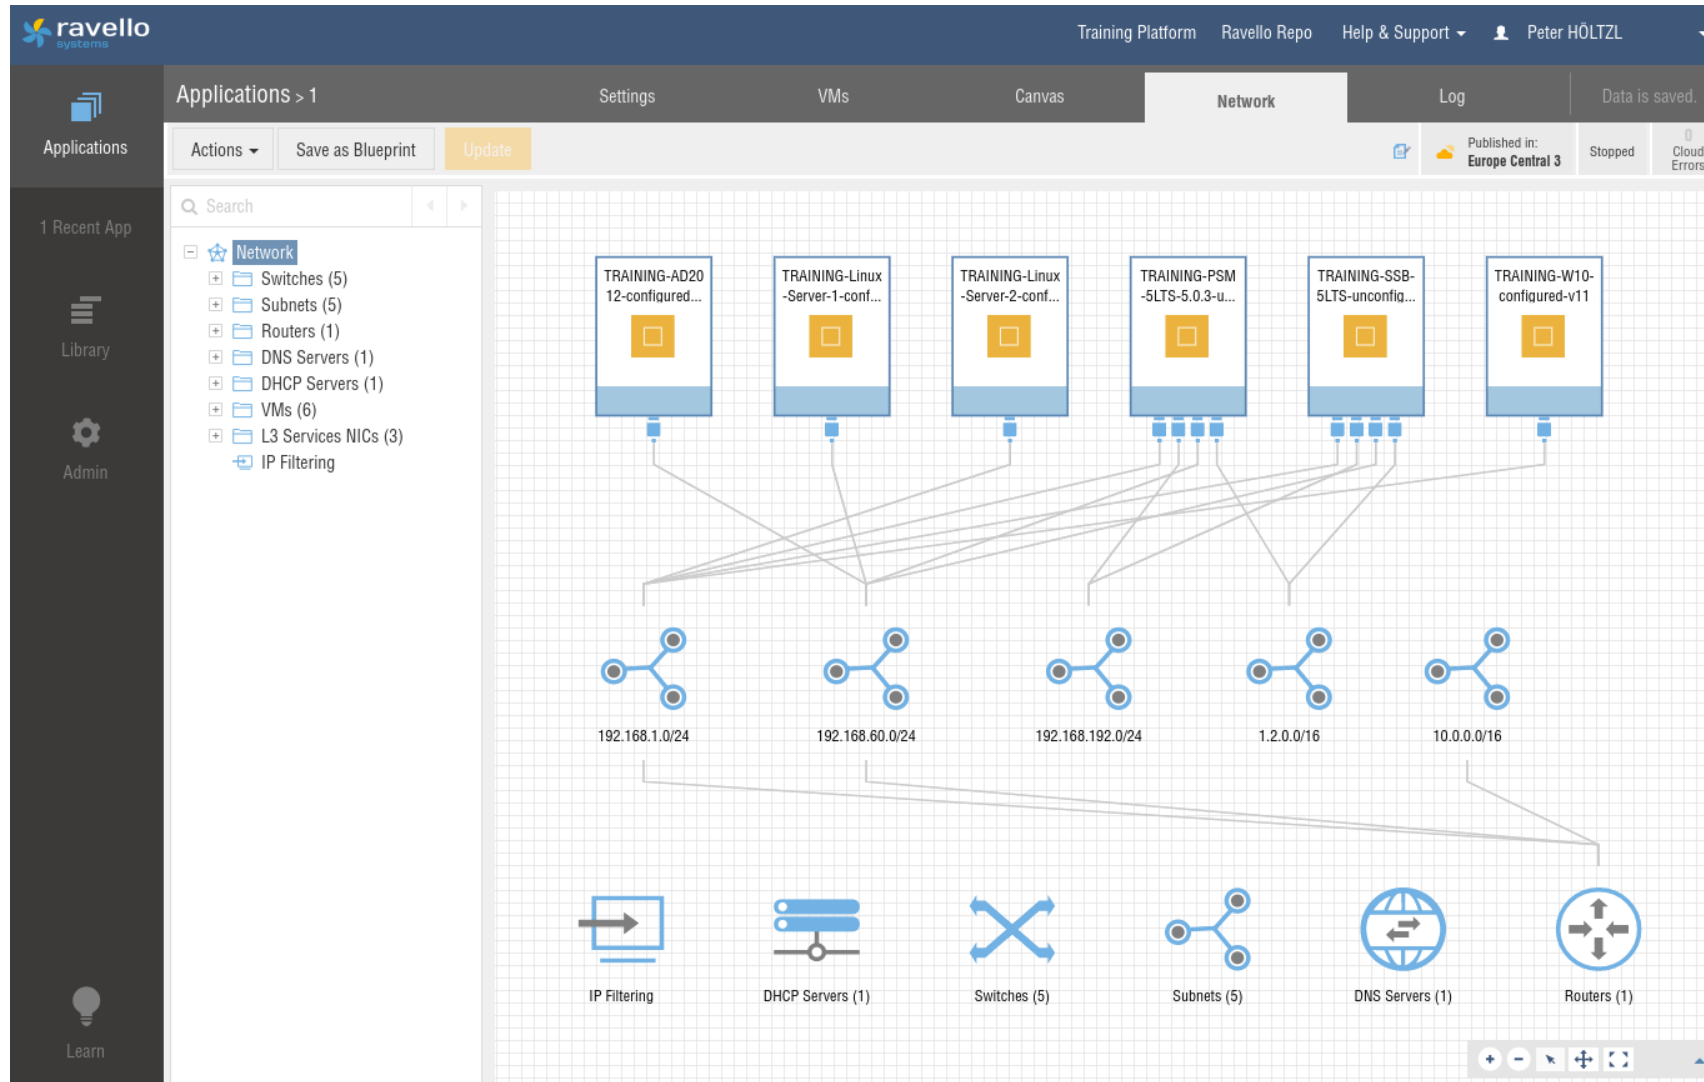 ravello
systems
Training Platform Ravello Repo Help & Support Peter HÖLTZL
Applications > 1 Settings VMs Canvas Network Log Data is saved.
Actions Save as Blueprint Update
Published in:
Europe Central 3
Stopped
0
Cloud
Errors
Applications
1 Recent App
Library
Admin
Learn
Search
Network
Switches (5)
Subnets (5)
Routers (1)
DNS Servers (1)
DHCP Servers (1)
VMs (6)
L3 Services NICs (3)
IP Filtering
TRAINING-AD20
12-configured...
TRAINING-Linux
-Server-1-conf...
TRAINING-Linux
-Server-2-conf...
TRAINING-PSM
-5LTS-5.0.3-u...
TRAINING-SSB-
5LTS-unconfig...
TRAINING-W10-
configured-v11
192.168.1.0/24 192.168.60.0/24 192.168.192.0/24 1.2.0.0/16 10.0.0.0/16
IP Filtering DHCP Servers (1) Switches (5) Subnets (5) DNS Servers (1) Routers (1)